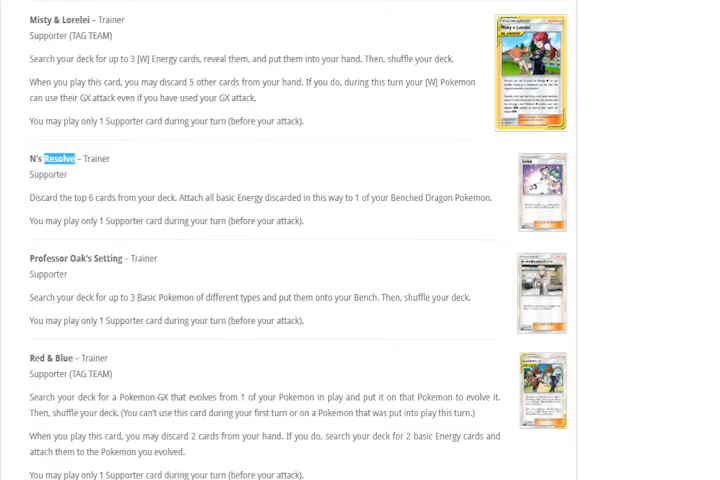 Misty & Lorelei – Trainer
Supporter (TAG TEAM)
Search your deck for up to 3 [W] Energy cards, reveal them, and put them into your hand. Then, shuffle your deck.
When you play this card, you may discard 5 other cards from your hand. If you do, during this turn your [W] Pokemon
can use their GX attack even if you have used your GX attack.
You may play only 1 Supporter card during your turn (before your attack).
N's Resolve – Trainer
Supporter
Discard the top 6 cards from your deck. Attach all basic Energy discarded in this way to 1 of your Benched Dragon Pokemon.
You may play only 1 Supporter card during your turn (before your attack).
Professor Oak's Setting – Trainer
Supporter
Search your deck for up to 3 Basic Pokemon of different types and put them onto your Bench. Then, shuffle your deck.
You may play only 1 Supporter card during your turn (before your attack).
Red & Blue – Trainer
Supporter (TAG TEAM)
Search your deck for a Pokemon-GX that evolves from 1 of your Pokemon in play and put it on that Pokemon to evolve it.
Then, shuffle your deck. (You can't use this card during your first turn or on a Pokemon that was put into play this turn.)
When you play this card, you may discard 2 cards from your hand. If you do, search your deck for 2 basic Energy cards and
attach them to the Pokemon you evolved.
You may play only 1 Supporter card during your turn (before your attack).